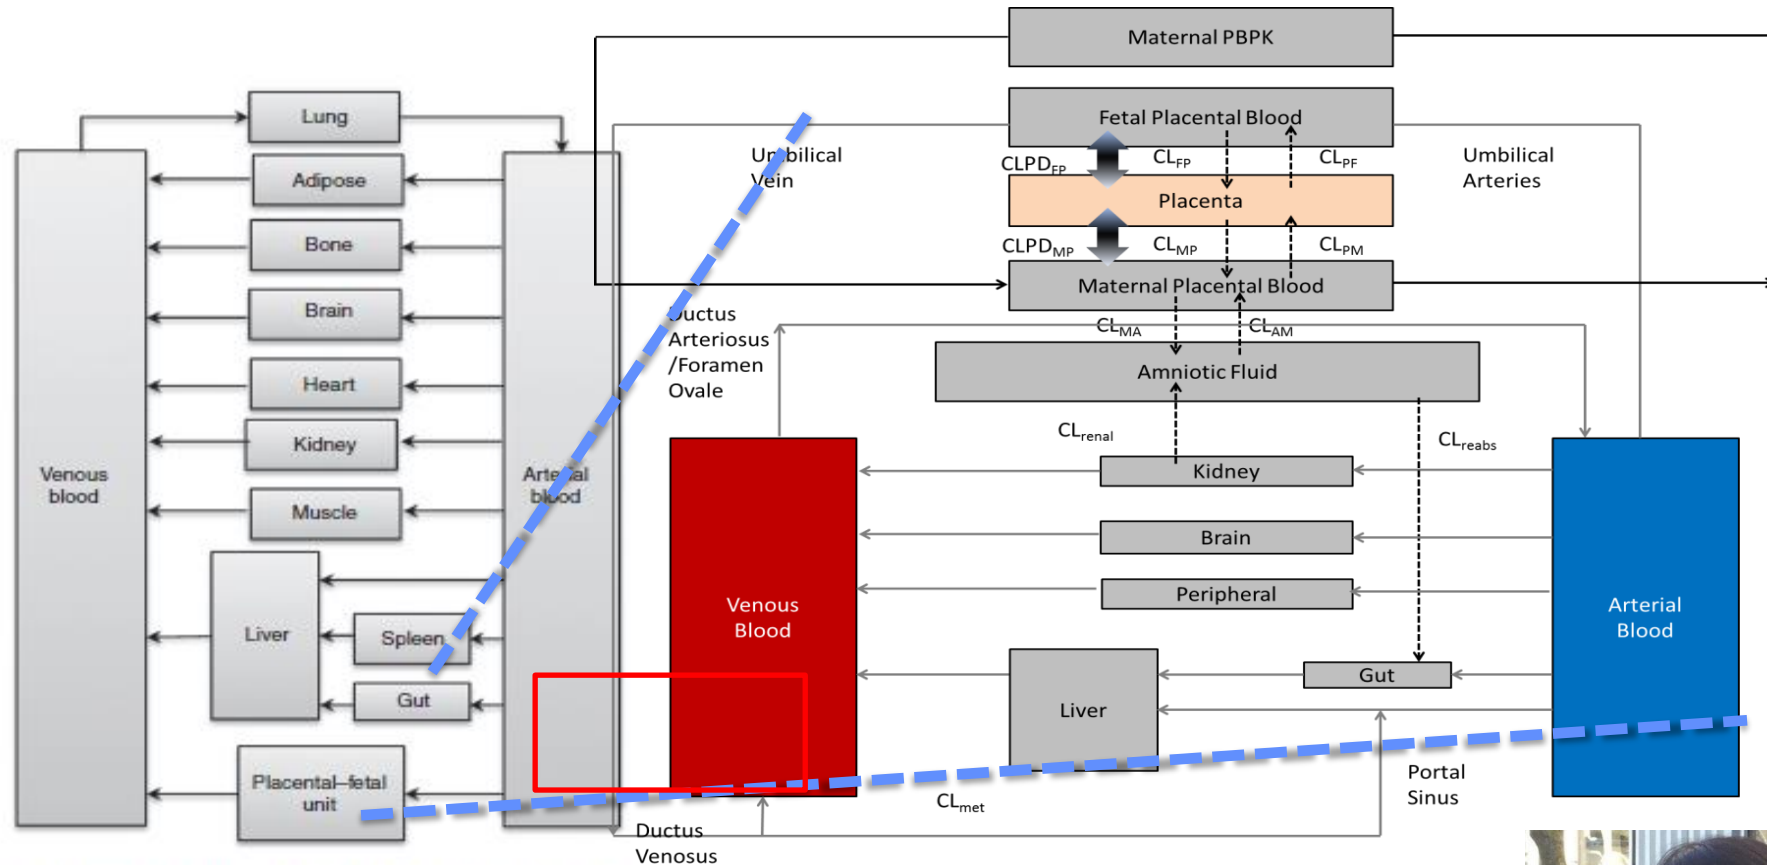 Lung
Adipose
Bone
Brain
Heart
Kidney
Muscle
Liver
Spleen
Gut
Placental–fetal
unit
Venous
blood
Arterial
blood
Maternal PBPK
Fetal Placental Blood
Umbilical
Vein
CLPD_FP
CL_FP
CL_PF
Umbilical
Arteries
Placenta
CLPD_MP
CL_MP
CL_PM
Maternal Placental Blood
Ductus
Arteriosus
/Foramen
Ovale
CL_MA
CL_AM
Amniotic Fluid
CL_renal
CL_reabs
Kidney
Brain
Peripheral
Venous
Blood
Arterial
Blood
Gut
Liver
Portal
Sinus
CL_met
Ductus
Venosus